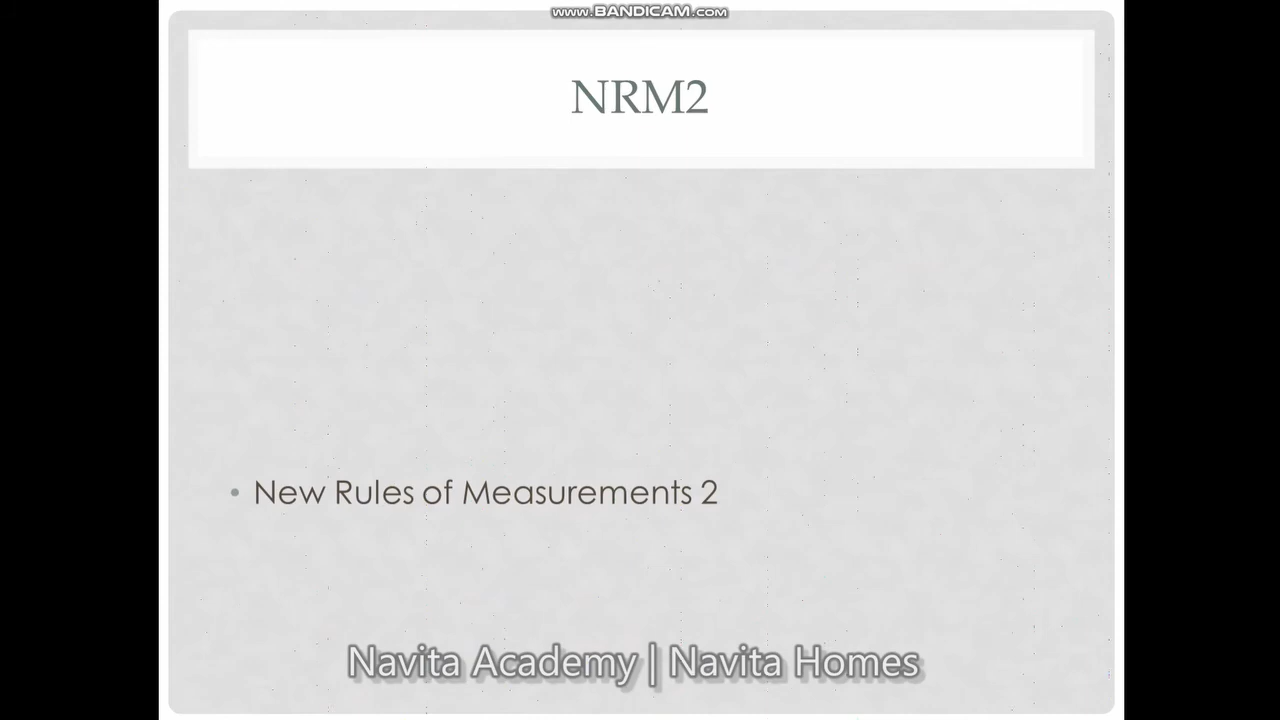 www.BANDICAM.com
NRM2
• New Rules of Measurements 2
Navita Academy | Navita Homes